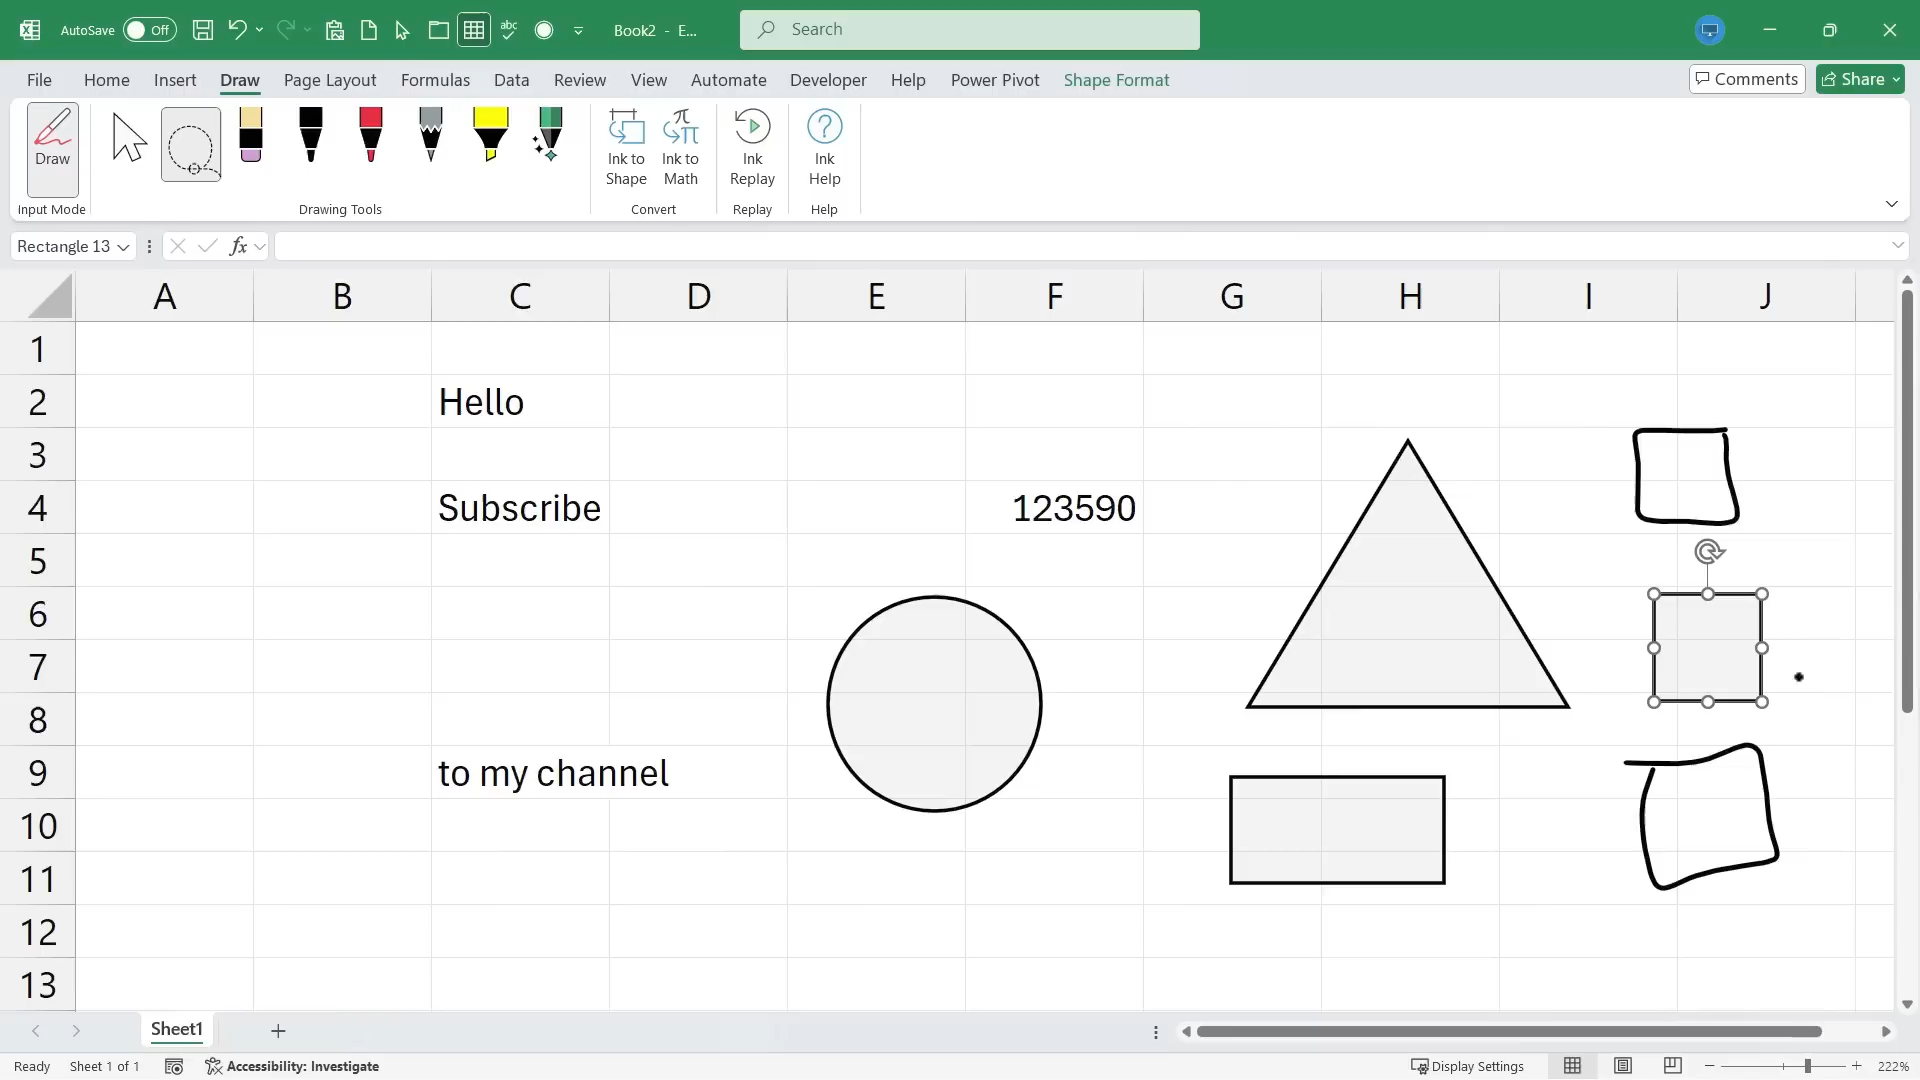 AutoSave Off abc Book2 - E... Search
File Home Insert Draw Page Layout Formulas Data Review View Automate Developer Help Power Pivot Shape Format Comments Share
Draw Ink to Shape Ink to Math Ink Replay Ink Help
Input Mode Drawing Tools Convert Replay Help
Rectangle 13 fx
A B C D E F G H I J
1
2 Hello
3
4 Subscribe 123590
5
6
7
8
9 to my channel
10
11
12
13
Sheet1
Ready Sheet 1 of 1 Accessibility: Investigate Display Settings 222%